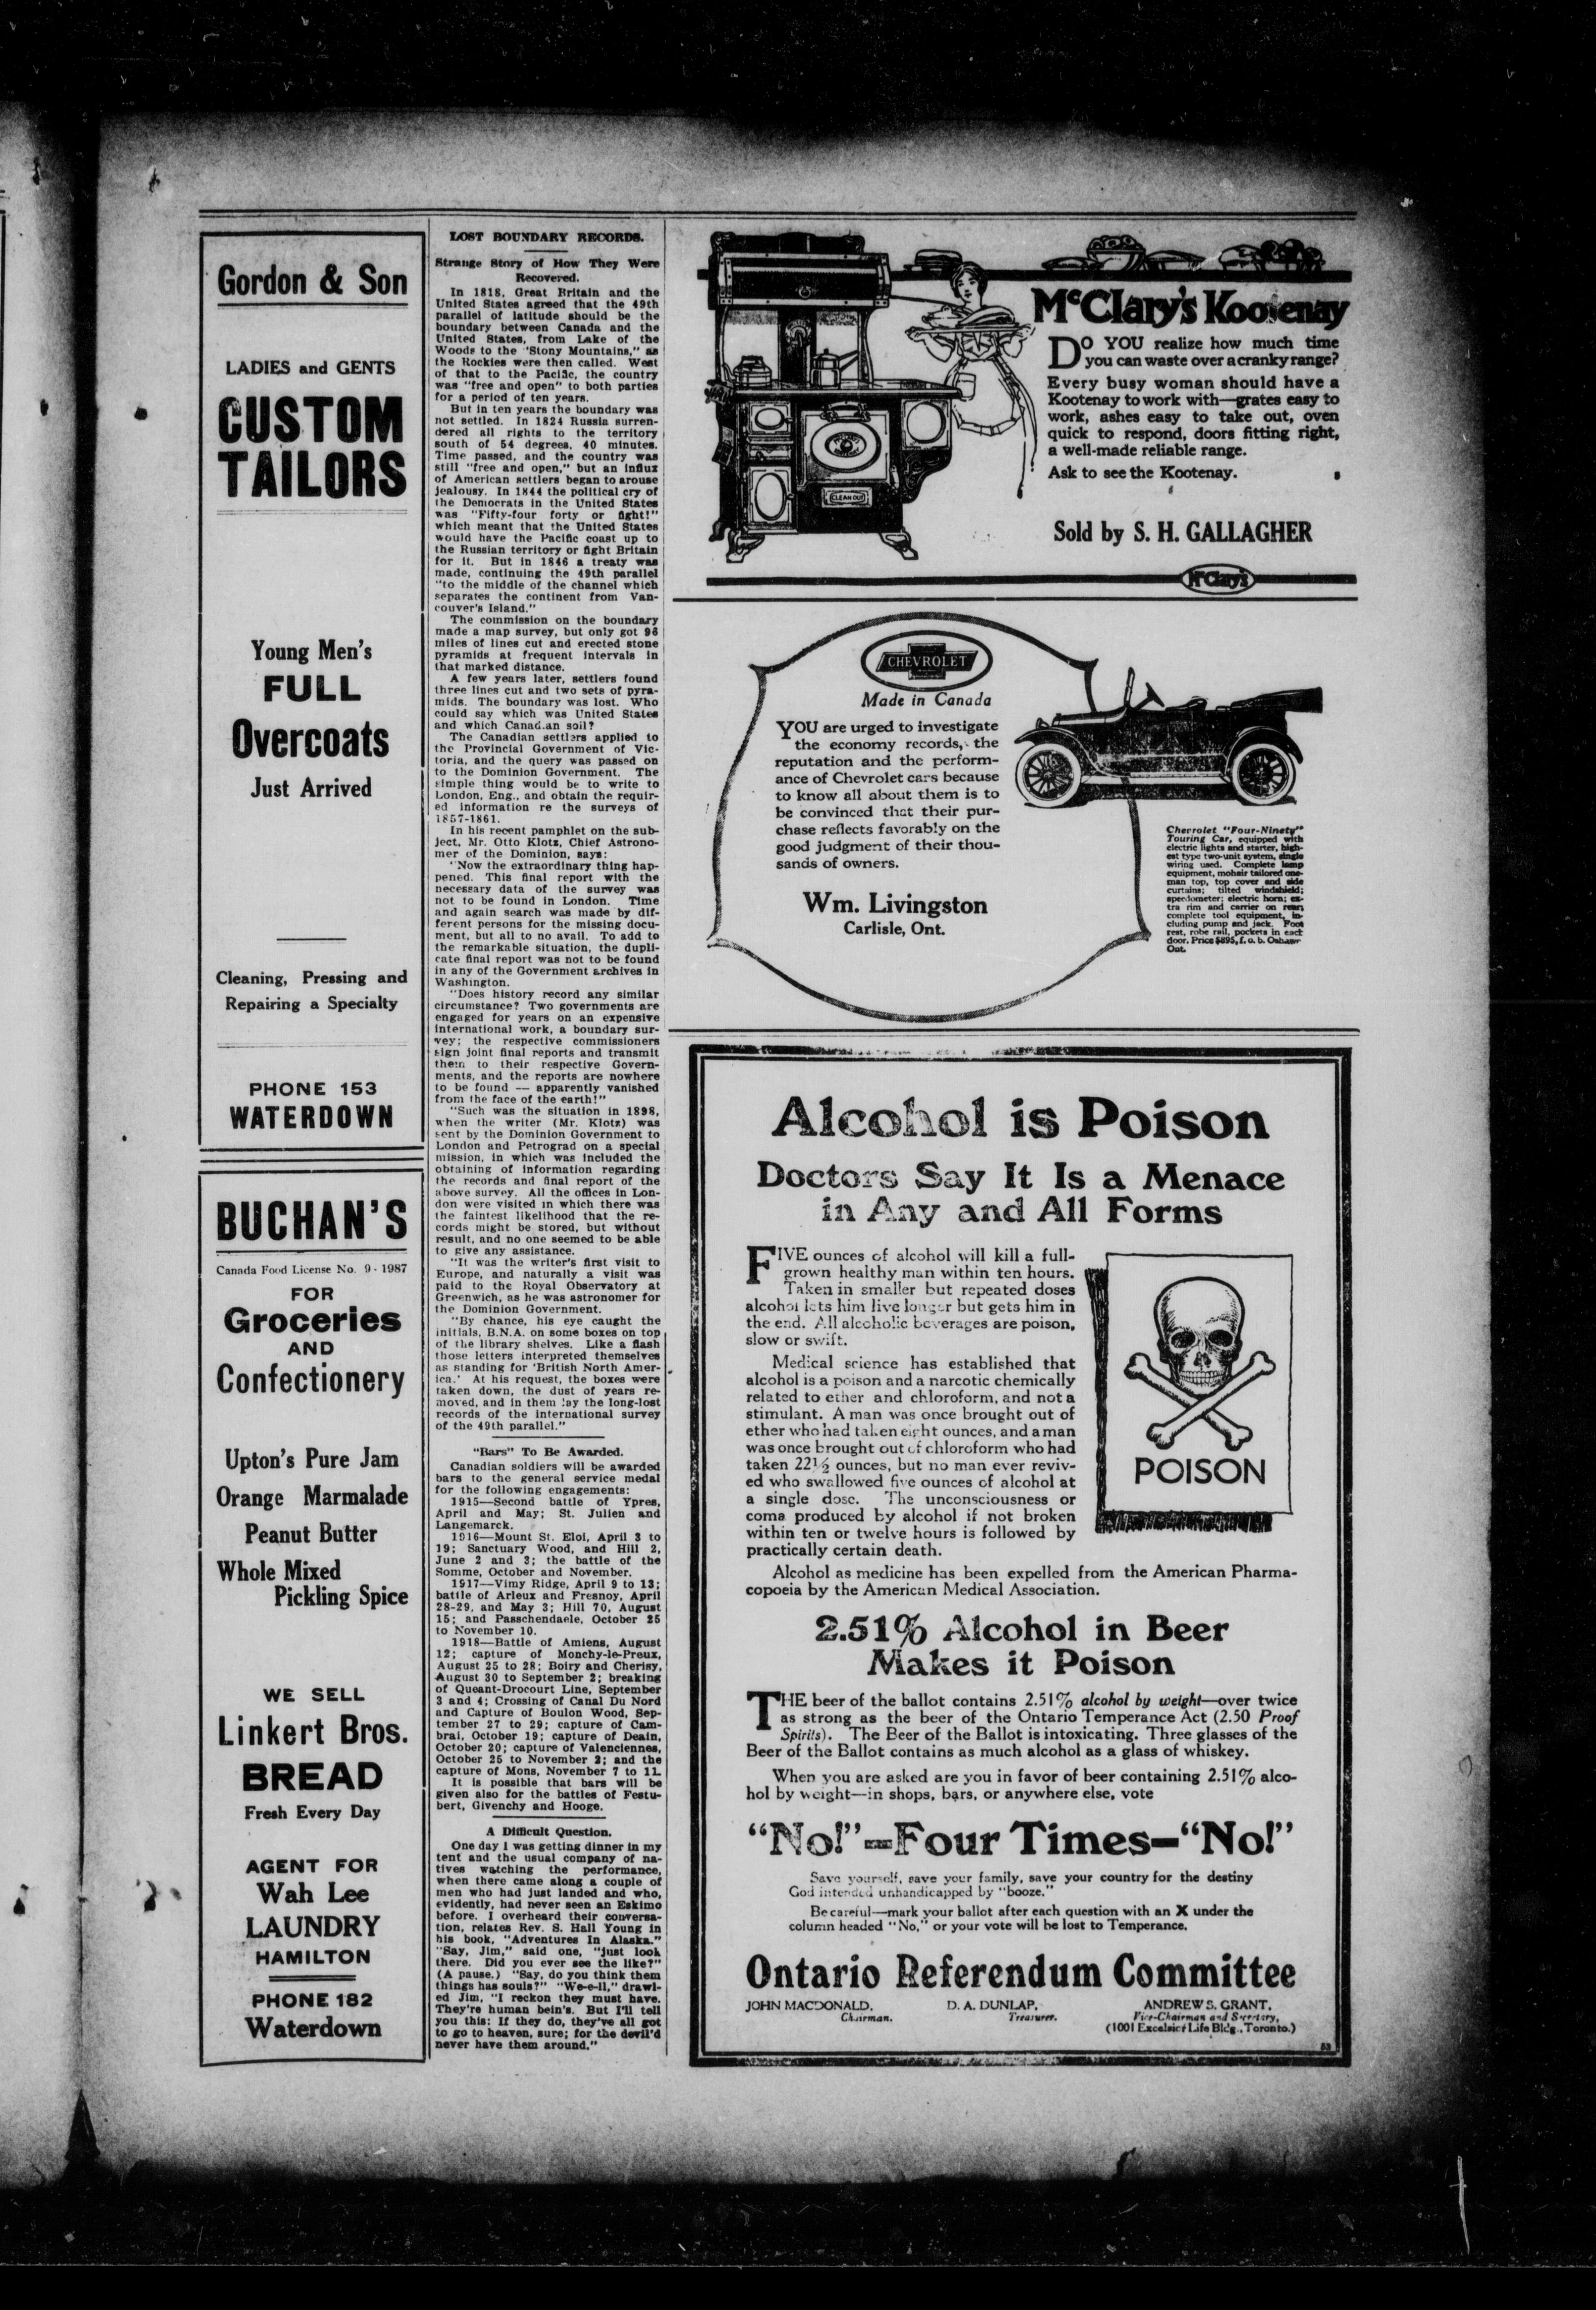 Gordon & Son
LADIES and GENTS
CUSTOM
TAILORS
Young Men's
FULL
Overcoats
Just Arrived
Cleaning, Pressing and
Repairing a Specialty
PHONE 153
WATERDOWN
BUCHAN'S
Canada Food License No. 9-1987
FOR
Groceries
AND
Confectionery
Upton's Pure Jam
Orange Marmalade
Peanut Butter
Whole Mixed
Pickling Spice
WE SELL
Linkert Bros.
BREAD
Fresh Every Day
AGENT FOR
Wah Lee
LAUNDRY
HAMILTON
PHONE 182
Waterdown
LOST BOUNDARY RECORDS.
Strange Story of How They Were
Recovered.
In 1818, Great Britain and the
United States agreed that the 49th
parallel of latitude should be the
boundary between Canada and the
United States, from Lake of the
Woods to the 'Stony Mountains," as
the Rockies were then called. West
of that to the Pacific, the country
was "free and open" to both parties
for a period of ten years.
But in ten years the boundary was
not settled. In 1824 Russia surren-
dered all rights to the territory
south of 54 degrees, 40 minutes.
Time passed, and the country was
still "free and open," but an influx
of American settlers began to arouse
jealousy. In 1844 the political cry of
the Democrats in the United States
was "Fifty-four forty or fight!"
which meant that the United States
would have the Pacific coast up to
the Russian territory or fight Britain
for it. But in 1846 a treaty was
made, continuing the 49th parallel
"to the middle of the channel which
separates the continent from Van-
couver's Island."
The commission on the boundary
made a map survey, but only got 96
miles of lines cut and erected stone
pyramids at frequent intervals in
that marked distance.
A few years later, settlers found
three lines cut and two sets of pyra-
mids. The boundary was lost. Who
could say which was United States
and which Canadian soil?
The Canadian settlers applied to
the Provincial Government of Vic-
toria, and the query was passed on
to the Dominion Government. The
simple thing would be to write to
London, Eng., and obtain the requir-
ed information re the surveys of
1857-1861.
In his recent pamphlet on the sub-
ject, Mr. Otto Klotz, Chief Astrono-
mer of the Dominion, says:
"Now the extraordinary thing hap-
pened. This final report with the
necessary data of the survey was
not to be found in London. Time
and again search was made by dif-
ferent persons for the missing docu-
ment, but all to no avail. To add to
the remarkable situation, the dupli-
cate final report was not to be found
in any of the Government archives in
Washington.
"Does history record any similar
circumstance? Two governments are
engaged for years on an expensive
international work, a boundary sur-
vey; the respective commissioners
sign joint final reports and transmit
them to their respective Govern-
ments, and the reports are nowhere
to be found — apparently vanished
from the face of the earth!"
"Such was the situation in 1898,
when the writer (Mr. Klotz) was
sent by the Dominion Government to
London and Petrograd on a special
mission, in which was included the
obtaining of information regarding
the records and final report of the
above survey. All the offices in Lon-
don were visited in which there was
the faintest likelihood that the re-
cords might be stored, but without
result, and no one seemed to be able
to give any assistance.
"It was the writer's first visit to
Europe, and naturally a visit was
paid to the Royal Observatory at
Greenwich, as he was astronomer for
the Dominion Government.
"By chance, his eye caught the
initials, B.N.A. on some boxes on top
of the library shelves. Like a flash
those letters interpreted themselves
as standing for 'British North Amer-
ica.' At his request, the boxes were
taken down, the dust of years re-
moved, and in them lay the long-lost
records of the international survey
of the 49th parallel."
"Bars" To Be Awarded.
Canadian soldiers will be awarded
bars to the general service medal
for the following engagements:
1915—Second battle of Ypres,
April and May; St. Julien and
Langemarck.
1916—Mount St. Eloi, April 3 to
19; Sanctuary Wood, and Hill 2,
June 2 and 3; the battle of the
Somme, October and November.
1917—Vimy Ridge, April 9 to 13;
battle of Arleux and Fresnoy, April
28-29, and May 3; Hill 70, August
15; and Passchendaele, October 25
to November 10.
1918—Battle of Amiens, August
12; capture of Monchy-le-Preux,
August 25 to 28; Boiry and Cherisy,
August 30 to September 2; breaking
of Queant-Drocourt Line, September
3 and 4; Crossing of Canal Du Nord
and Capture of Boulon Wood, Sep-
tember 27 to 29; capture of Cam-
brai, October 19; capture of Deain,
October 20; capture of Valenciennes,
October 25 to November 2; and the
capture of Mons, November 7 to 11.
It is possible that bars will be
given also for the battles of Festu-
bert, Givenchy and Hooge.
A Difficult Question.
One day I was getting dinner in my
tent and the usual company of na-
tives watching the performance,
when there came along a couple of
men who had just landed and who,
evidently, had never seen an Eskimo
before. I overheard their conversa-
tion, relates Rev. S. Hall Young in
his book, "Adventures In Alaska."
"Say, Jim," said one, "just look
there. Did you ever see the like?"
(A pause.) "Say, do you think them
things has souls?" "We-e-ll," drawl-
ed Jim, "I reckon they must have.
They're human bein's. But I'll tell
you this: If they do, they've all got
to go to heaven, sure; for the devil'd
never have them around."
McClary's Kootenay
DO YOU realize how much time
you can waste over a cranky range?
Every busy woman should have a
Kootenay to work with—grates easy to
work, ashes easy to take out, oven
quick to respond, doors fitting right,
a well-made reliable range.
Ask to see the Kootenay.
CLEAN OUT
Sold by S. H. GALLAGHER
McClary's
CHEVROLET
Made in Canada
YOU are urged to investigate
the economy records, the
reputation and the perform-
ance of Chevrolet cars because
to know all about them is to
be convinced that their pur-
chase reflects favorably on the
good judgment of their thou-
sands of owners.
Wm. Livingston
Carlisle, Ont.
Chevrolet "Four-Ninety"
Touring Car, equipped with
electric lights and starter, high-
est type two-unit system, single
wiring used. Complete lamp
equipment, mohair tailored one-
man top, top cover and side
curtains; tilted windshield;
speedometer; electric horn; ex-
tra rim and carrier on rear;
complete tool equipment, in-
cluding pump and jack. Foot
rest, robe rail, pockets in each
door. Price $895, f. o. b. Oshawa
Ont.
Alcohol is Poison
Doctors Say It Is a Menace
in Any and All Forms
FIVE ounces of alcohol will kill a full-
grown healthy man within ten hours.
Taken in smaller but repeated doses
alcohol lets him live longer but gets him in
the end. All alcoholic beverages are poison,
slow or swift.
Medical science has established that
alcohol is a poison and a narcotic chemically
related to ether and chloroform, and not a
stimulant. A man was once brought out of
ether who had taken eight ounces, and a man
was once brought out of chloroform who had
taken 22½ ounces, but no man ever reviv-
ed who swallowed five ounces of alcohol at
a single dose. The unconsciousness or
coma produced by alcohol if not broken
within ten or twelve hours is followed by
practically certain death.
POISON
Alcohol as medicine has been expelled from the American Pharma-
copoeia by the American Medical Association.
2.51% Alcohol in Beer
Makes it Poison
THE beer of the ballot contains 2.51% alcohol by weight—over twice
as strong as the beer of the Ontario Temperance Act (2.50 Proof
Spirits). The Beer of the Ballot is intoxicating. Three glasses of the
Beer of the Ballot contains as much alcohol as a glass of whiskey.
When you are asked are you in favor of beer containing 2.51% alco-
hol by weight—in shops, bars, or anywhere else, vote
"No!"—Four Times—"No!"
Save yourself, save your family, save your country for the destiny
God intended unhandicapped by "booze."
Be careful—mark your ballot after each question with an X under the
column headed "No," or your vote will be lost to Temperance.
Ontario Referendum Committee
JOHN MACDONALD, D. A. DUNLAP, ANDREW S. GRANT,
Chairman. Treasurer. Vice-Chairman and Secretary,
(1001 Excelsior Life Bldg., Toronto.)
53